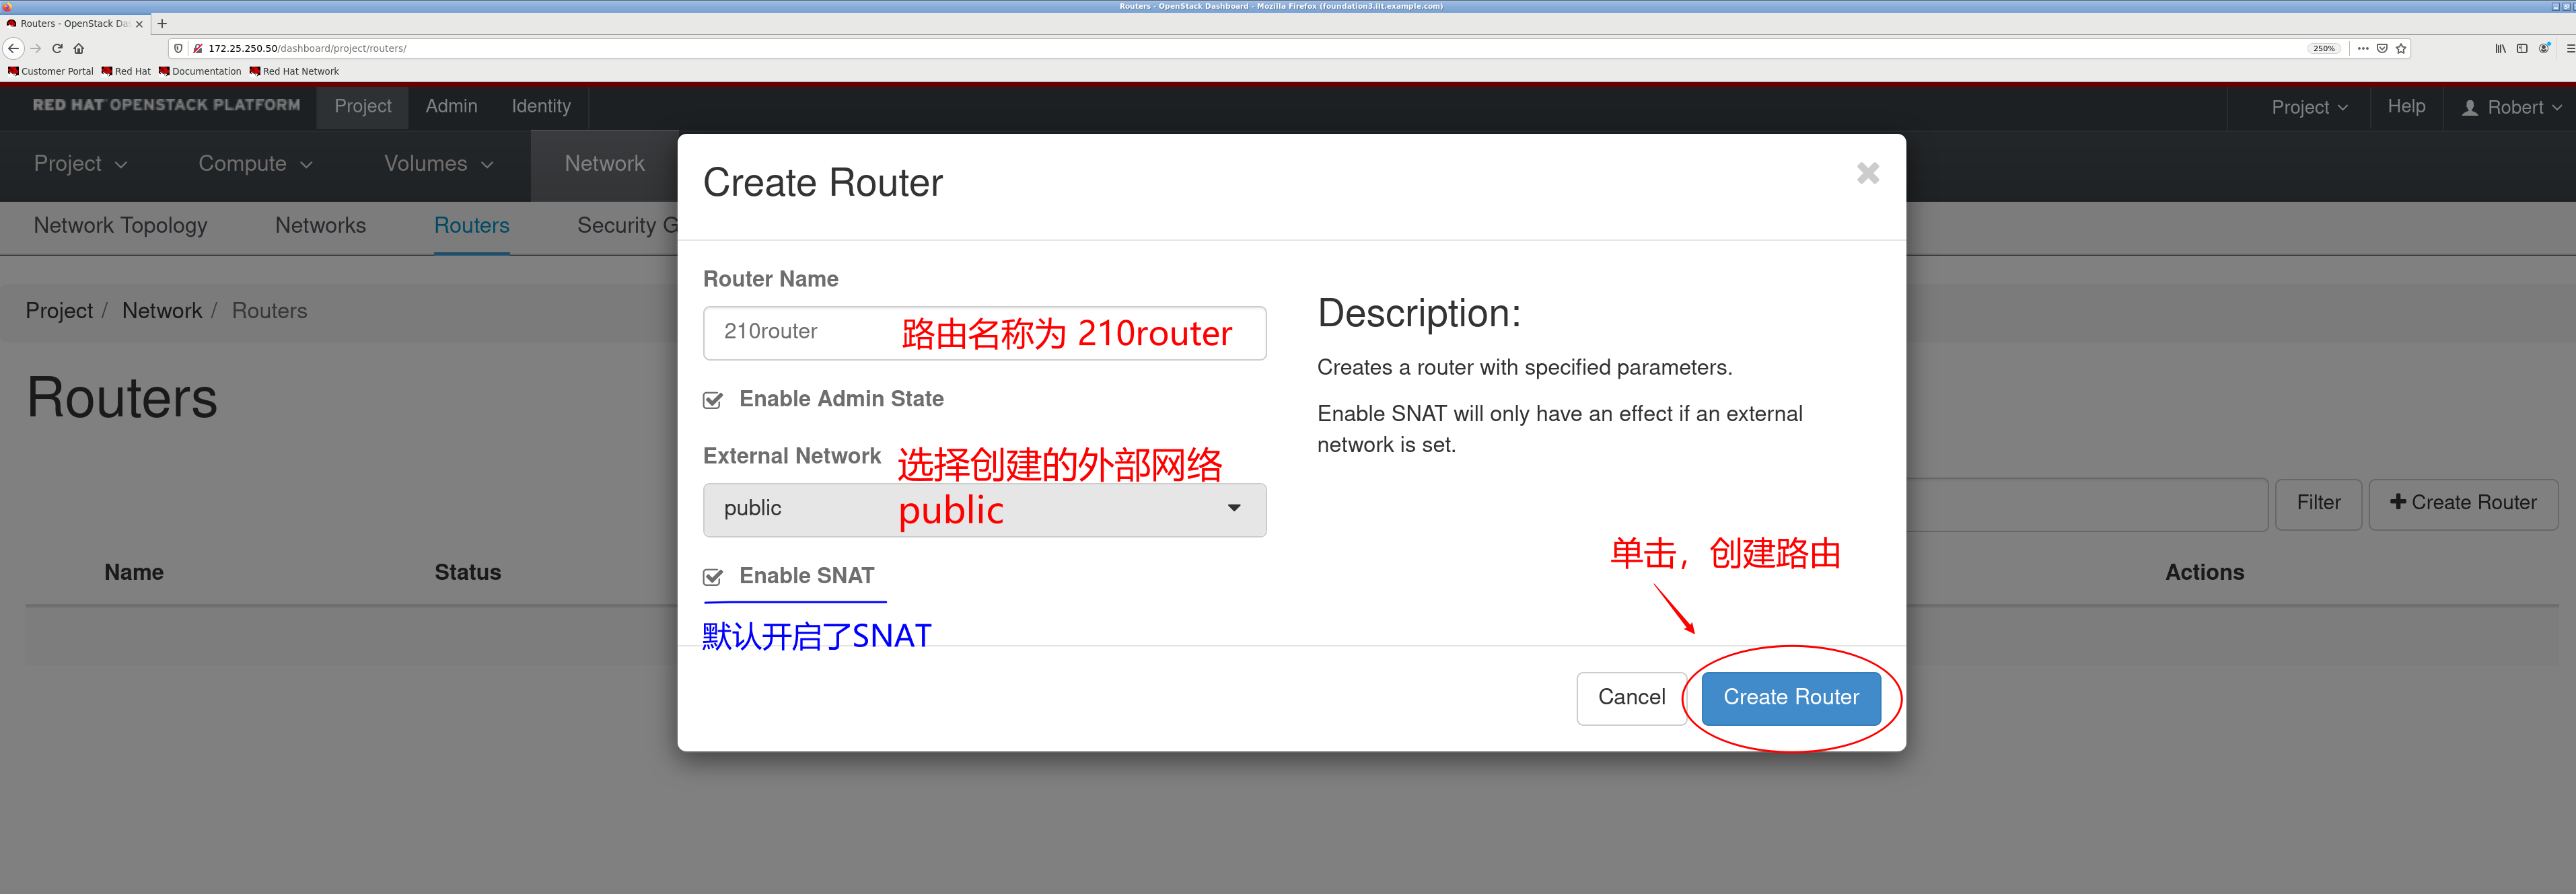 Routers - OpenStack Dashboard - Mozilla Firefox (foundation3.ilt.example.com)
Routers - OpenStack Da
172.25.250.50/dashboard/project/routers/
250%
Customer Portal Red Hat Documentation Red Hat Network
RED HAT OPENSTACK PLATFORM Project Admin Identity Project Help Robert
Project Compute Volumes Network
Network Topology Networks Routers Security G
Project / Network / Routers
Routers
Filter Create Router
Name Status Actions
Create Router
Router Name
210router 路由名称为 210router
Enable Admin State
External Network 选择创建的外部网络
public public
Enable SNAT
默认开启了SNAT
Description:
Creates a router with specified parameters.
Enable SNAT will only have an effect if an external
network is set.
单击，创建路由
Cancel Create Router